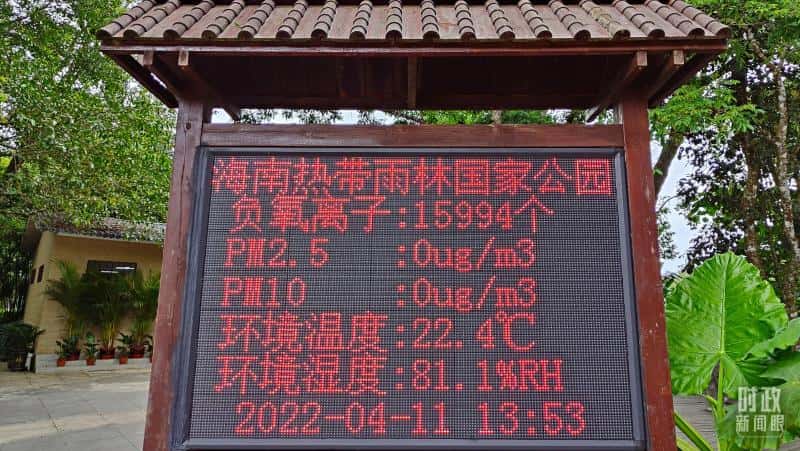 海南热带雨林国家公园
负氧离子:15994个
PM2.5 :0ug/m3
PM10 :0ug/m3
环境温度:22.4℃
环境湿度:81.1%RH
2022-04-11 13:53
时政
新闻眼